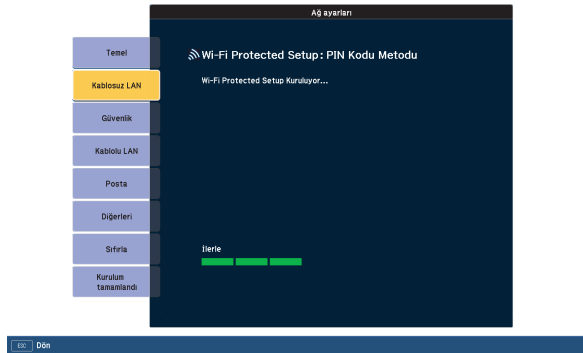 Ağ ayarları
Temel
Kablosuz LAN
Güvenlik
Kablolu LAN
Posta
Diğerleri
Sıfırla
Kurulum
tamamlandı
Wi-Fi Protected Setup: PIN Kodu Metodu
Wi-Fi Protected Setup Kuruluyor...
İlerle
ESC Dön